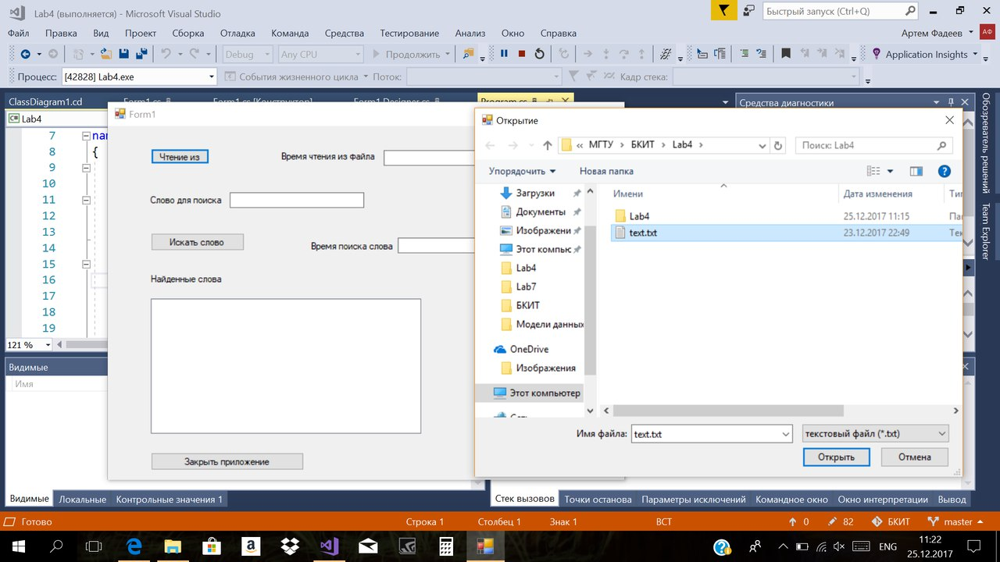 Lab4 (выполняется) - Microsoft Visual Studio
Быстрый запуск (Ctrl+Q)
Файл Правка Вид Проект Сборка Отладка Команда Средства Тестирование Анализ Окно Справка
Артем Фадеев АФ
Debug Any CPU Продолжить Application Insights
Процесс: [42828] Lab4.exe События жизненного цикла Поток: Кадр стека:
ClassDiagram1.cd Form1.cs Form1.cs [Конструктор] Form1.Designer.cs Program.cs
Средства диагностики
Обозреватель решений
Team Explorer
Lab4
7 nam
8 {
9
10
11
12
13
14
15
16
17
18
19
121 %
Видимые
Имя
Form1
Чтение из
Время чтения из файла
Слово для поиска
Искать слово
Время поиска слова
Найденные слова
Закрыть приложение
Открытие
« МГТУ БКИТ Lab4
Поиск: Lab4
Упорядочить Новая папка
Загрузки
Документы
Изображени
Этот компьюс
Lab4
Lab7
БКИТ
Модели данных
OneDrive
Изображения
Этот компьютер
Имени Дата изменения Тип
Lab4 25.12.2017 11:15 Пап
text.txt 23.12.2017 22:49 Тек
Имя файла: text.txt текстовый файл (*.txt)
Открыть Отмена
Видимые Локальные Контрольные значения 1
Стек вызовов Точки останова Параметры исключений Командное окно Окно интерпретации Вывод
Готово Строка 1 Столбец 1 Знак 1 ВСТ 0 82 БКИТ master
ENG
11:22
25.12.2017